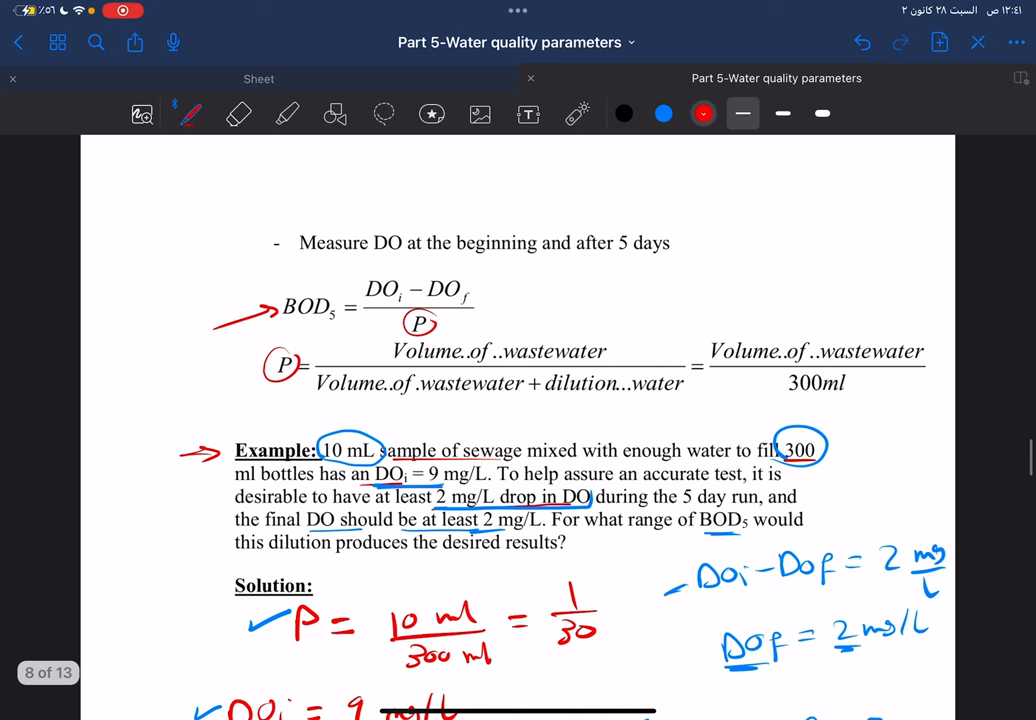 ٪٥٦
١٢:٤١ ص السبت ٢٨ كانون ٢
Part 5-Water quality parameters
Sheet
Part 5-Water quality parameters
- Measure DO at the beginning and after 5 days
BOD₅ = (DOᵢ − DO_f) / P
P = Volume..of..wastewater / Volume..of.wastewater + dilution...water = Volume..of..wastewater / 300ml
Example: 10 mL sample of sewage mixed with enough water to fill 300
ml bottles has an DOᵢ = 9 mg/L. To help assure an accurate test, it is
desirable to have at least 2 mg/L drop in DO during the 5 day run, and
the final DO should be at least 2 mg/L. For what range of BOD₅ would
this dilution produces the desired results?
DOi - Dof = 2 mg/L
Solution:
P = 10 ml / 300 ml = 1/30
DOf = 2 mg/L
8 of 13
DOi = 9 mg/L